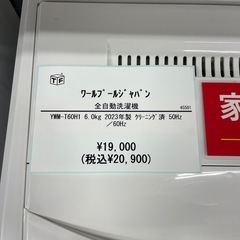 TF
ワールプールジャパン
全自動洗濯機 45591
YWM-T60H1 6.0kg 2023年製 クリーニング済 50Hz
/60Hz
¥19,000
(税込¥20,900)
家